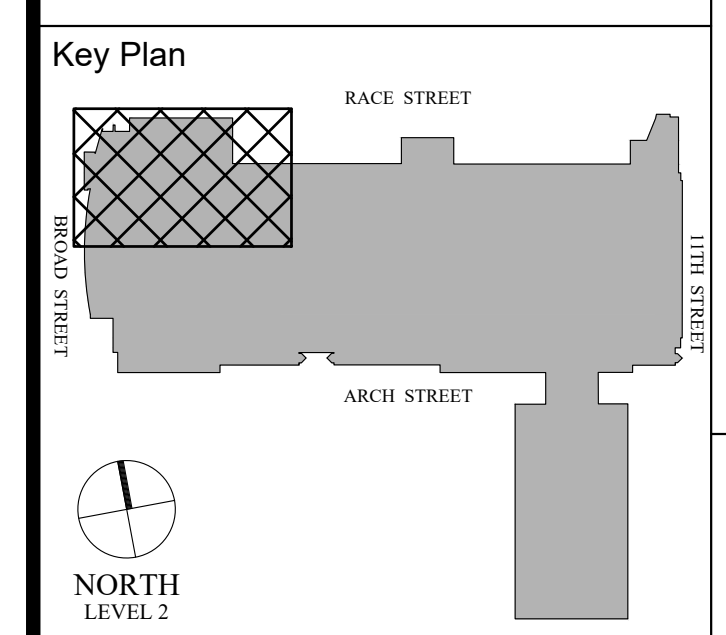 Key Plan
RACE STREET
BROAD STREET
11TH STREET
ARCH STREET
NORTH
LEVEL 2